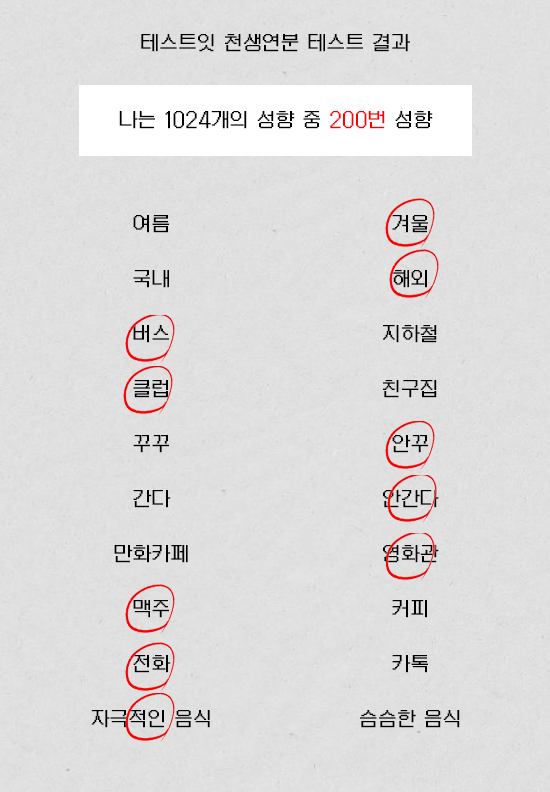 테스트잇 천생연분 테스트 결과
나는 1024개의 성향 중 200번 성향
여름 겨울
국내 해외
버스 지하철
클럽 친구집
꾸꾸 안꾸
간다 안간다
만화카페 영화관
맥주 커피
전화 카톡
자극적인 음식 슴슴한 음식